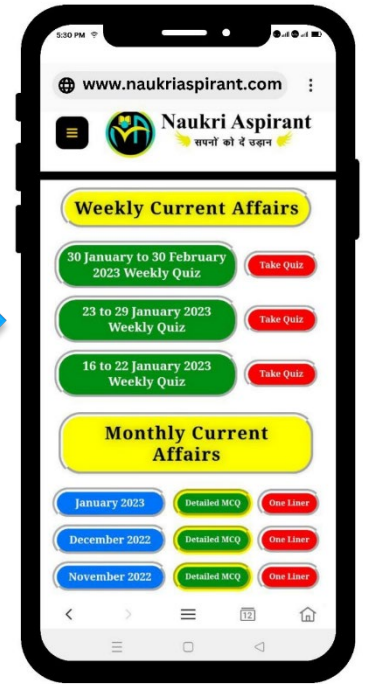 5:30 PM
www.naukriaspirant.com
Naukri Aspirant
सपनों को दें उड़ान
Weekly Current Affairs
30 January to 30 February
2023 Weekly Quiz
Take Quiz
23 to 29 January 2023
Weekly Quiz
Take Quiz
16 to 22 January 2023
Weekly Quiz
Take Quiz
Monthly Current
Affairs
January 2023
Detailed MCQ
One Liner
December 2022
Detailed MCQ
One Liner
November 2022
Detailed MCQ
One Liner
12